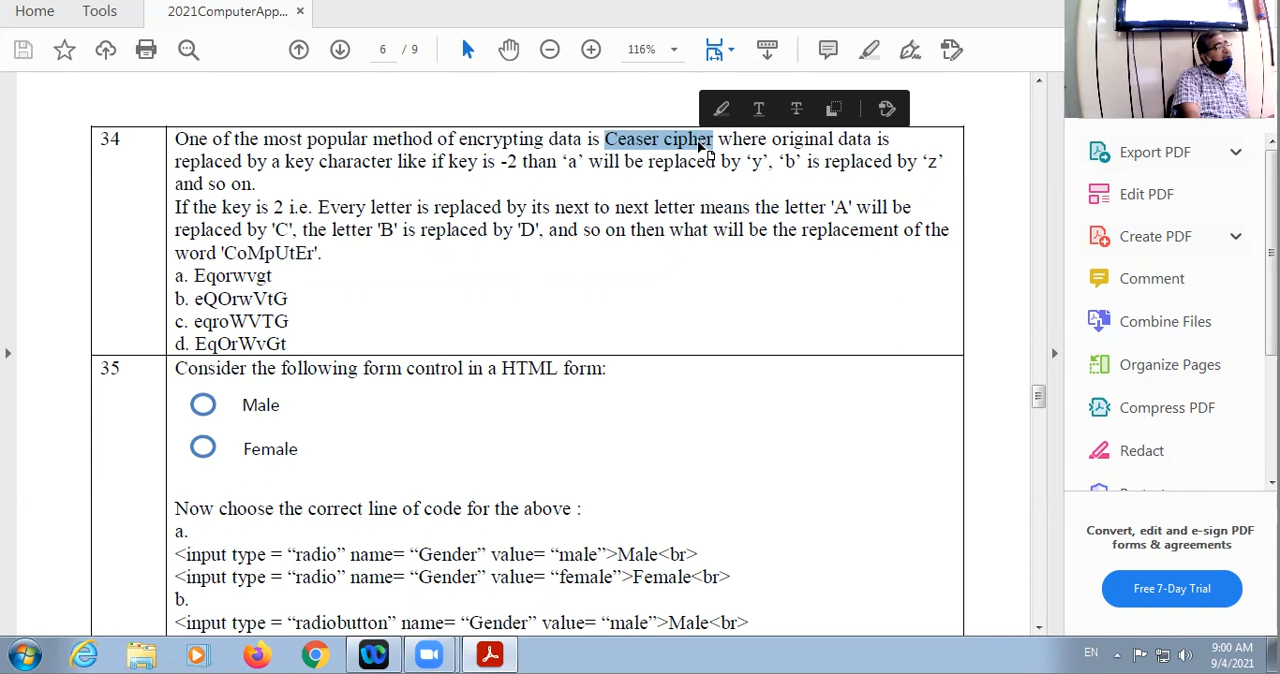 Home
Tools
2021ComputerApp... ×
6 / 9
116%
34
One of the most popular method of encrypting data is Ceaser cipher where original data is
replaced by a key character like if key is -2 than ‘a’ will be replaced by ‘y’, ‘b’ is replaced by ‘z’
and so on.
If the key is 2 i.e. Every letter is replaced by its next to next letter means the letter 'A' will be
replaced by 'C', the letter 'B' is replaced by 'D', and so on then what will be the replacement of the
word 'CoMpUtEr'.
a. Eqorwvgt
b. eQOrwVtG
c. eqroWVTG
d. EqOrWvGt
35
Consider the following form control in a HTML form:
Male
Female
Now choose the correct line of code for the above :
a.
<input type = “radio” name= “Gender” value= “male”>Male<br>
<input type = “radio” name= “Gender” value= “female”>Female<br>
b.
<input type = “radiobutton” name= “Gender” value= “male”>Male<br>
Export PDF
Edit PDF
Create PDF
Comment
Combine Files
Organize Pages
Compress PDF
Redact
Convert, edit and e-sign PDF
forms & agreements
Free 7-Day Trial
EN
9:00 AM
9/4/2021